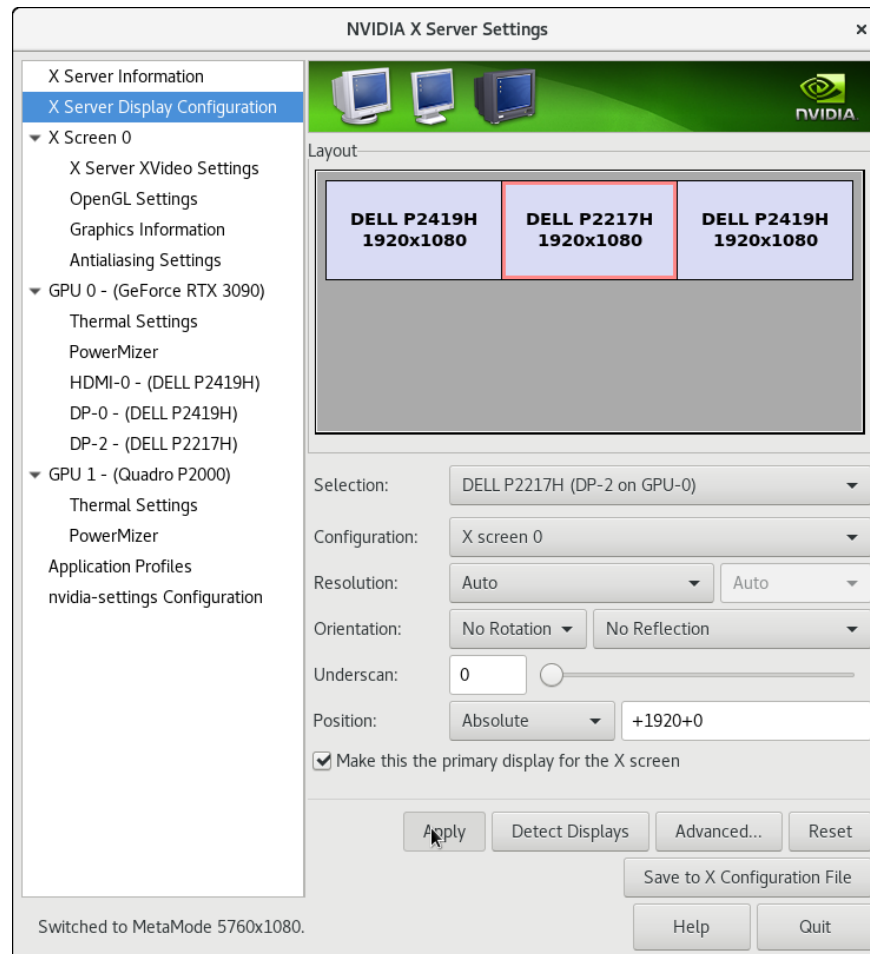 NVIDIA X Server Settings
×
X Server Information
X Server Display Configuration
X Screen 0
X Server XVideo Settings
OpenGL Settings
Graphics Information
Antialiasing Settings
GPU 0 - (GeForce RTX 3090)
Thermal Settings
PowerMizer
HDMI-0 - (DELL P2419H)
DP-0 - (DELL P2419H)
DP-2 - (DELL P2217H)
GPU 1 - (Quadro P2000)
Thermal Settings
PowerMizer
Application Profiles
nvidia-settings Configuration
NVIDIA.
Layout
DELL P2419H
1920x1080
DELL P2217H
1920x1080
DELL P2419H
1920x1080
Selection: DELL P2217H (DP-2 on GPU-0)
Configuration: X screen 0
Resolution: Auto Auto
Orientation: No Rotation No Reflection
Underscan: 0
Position: Absolute +1920+0
Make this the primary display for the X screen
Apply Detect Displays Advanced... Reset
Save to X Configuration File
Switched to MetaMode 5760x1080. Help Quit